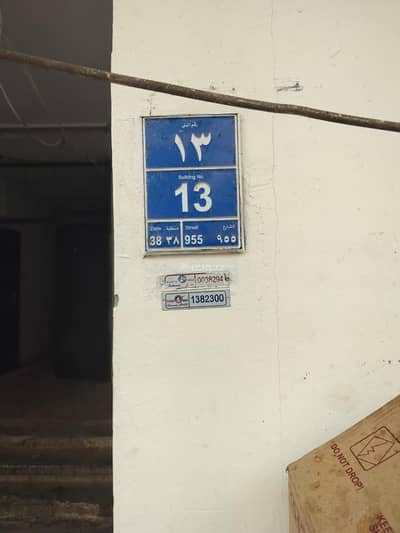 رقم المبنى
١٣
Building No.
13
Zone منطقة Street الشارع
38 ٣٨ 955 ٩٥٥
1382300
DO NOT DROP!